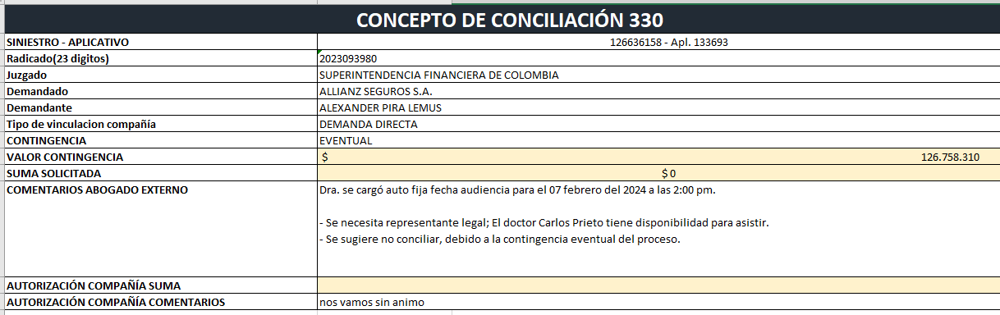 CONCEPTO DE CONCILIACIÓN 330
SINIESTRO - APLICATIVO 126636158 - Apl. 133693
Radicado(23 digitos) 2023093980
Juzgado SUPERINTENDENCIA FINANCIERA DE COLOMBIA
Demandado ALLIANZ SEGUROS S.A.
Demandante ALEXANDER PIRA LEMUS
Tipo de vinculacion compañía DEMANDA DIRECTA
CONTINGENCIA EVENTUAL
VALOR CONTINGENCIA $ 126.758.310
SUMA SOLICITADA $ 0
COMENTARIOS ABOGADO EXTERNO Dra. se cargó auto fija fecha audiencia para el 07 febrero del 2024 a las 2:00 pm.
- Se necesita representante legal; El doctor Carlos Prieto tiene disponibilidad para asistir.
- Se sugiere no conciliar, debido a la contingencia eventual del proceso.
AUTORIZACIÓN COMPAÑÍA SUMA
AUTORIZACIÓN COMPAÑÍA COMENTARIOS nos vamos sin animo